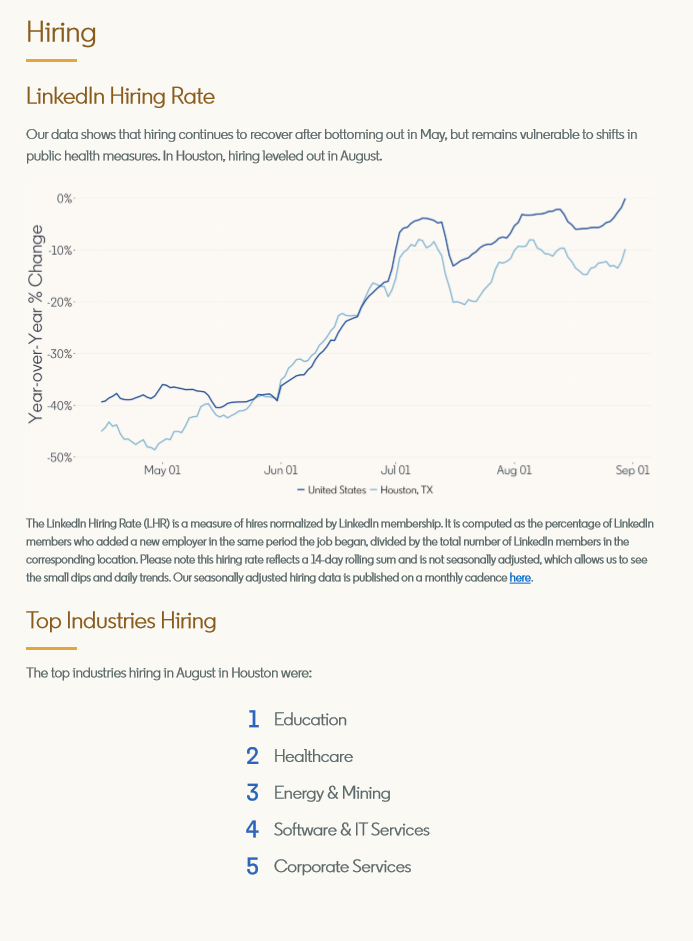 Hiring
LinkedIn Hiring Rate
Our data shows that hiring continues to recover after bottoming out in May, but remains vulnerable to shifts in
public health measures. In Houston, hiring leveled out in August.
Year-over-Year % Change
0%
-10%
-20%
-30%
-40%
-50%
May 01
Jun 01
Jul 01
Aug 01
Sep 01
United States
Houston, TX
The LinkedIn Hiring Rate (LHR) is a measure of hires normalized by LinkedIn membership. It is computed as the percentage of LinkedIn
members who added a new employer in the same period the job began, divided by the total number of LinkedIn members in the
corresponding location. Please note this hiring rate reflects a 14-day rolling sum and is not seasonally adjusted, which allows us to see
the small dips and daily trends. Our seasonally adjusted hiring data is published on a monthly cadence here.
Top Industries Hiring
The top industries hiring in August in Houston were:
1 Education
2 Healthcare
3 Energy & Mining
4 Software & IT Services
5 Corporate Services